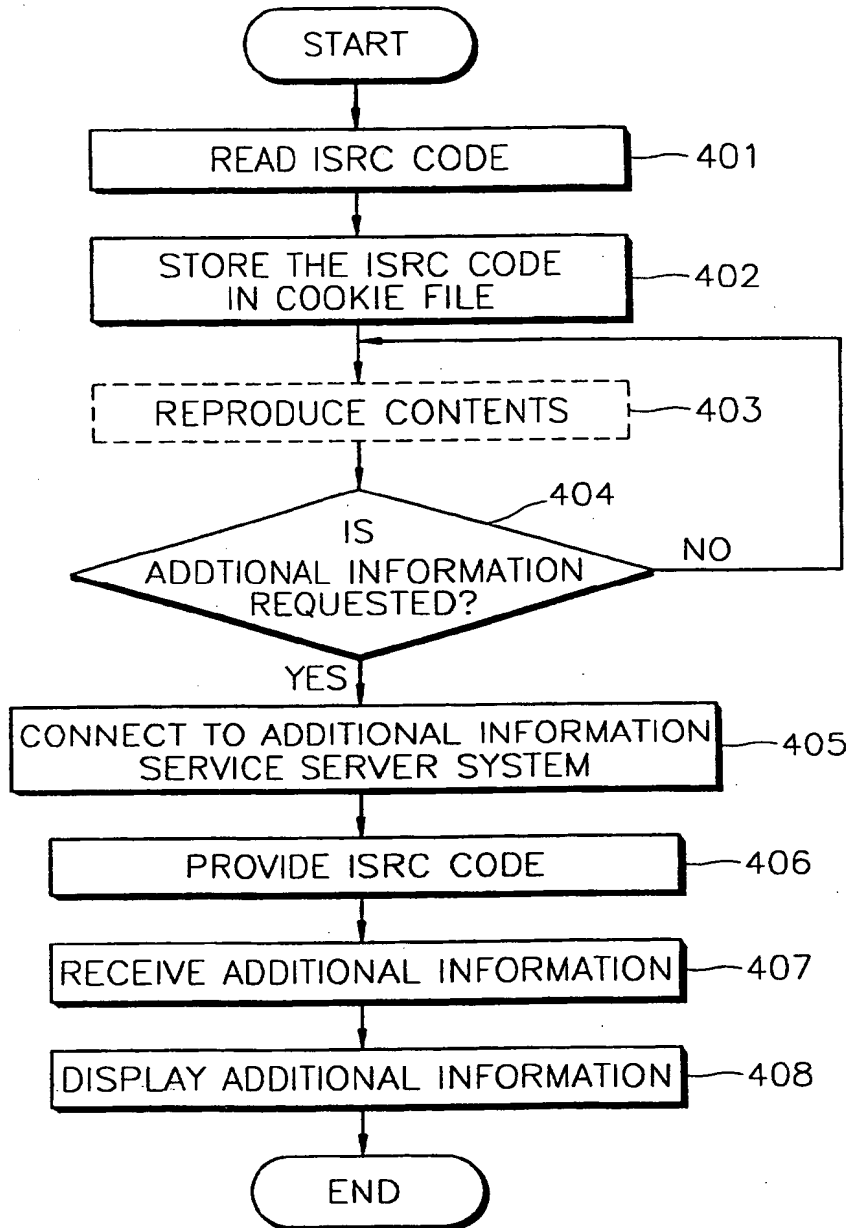 START
READ ISRC CODE
401
STORE THE ISRC CODE
IN COOKIE FILE
402
REPRODUCE CONTENTS
403
404
IS
ADDTIONAL INFORMATION
REQUESTED?
NO
YES
CONNECT TO ADDITIONAL INFORMATION
SERVICE SERVER SYSTEM
405
PROVIDE ISRC CODE
406
RECEIVE ADDITIONAL INFORMATION
407
DISPLAY ADDITIONAL INFORMATION
408
END